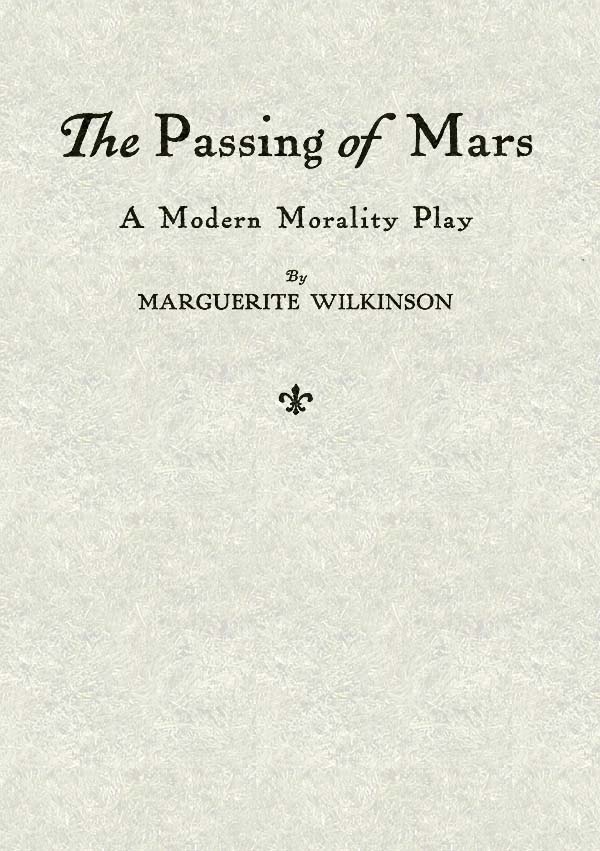 The Passing of Mars
A Modern Morality Play
By
MARGUERITE WILKINSON